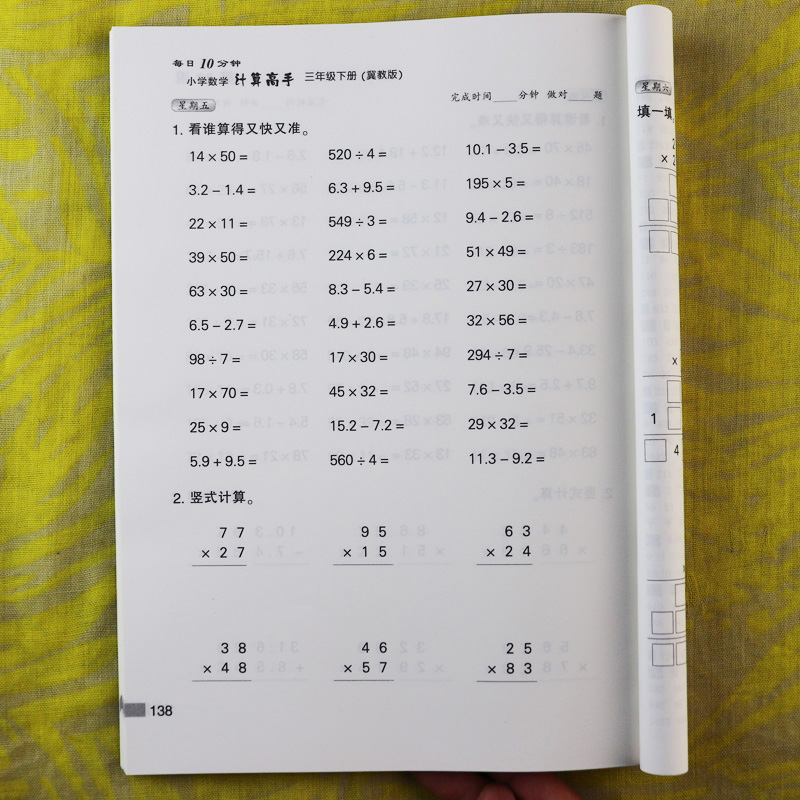 每日10分钟
小学数学 计算高手 三年级下册(冀教版)
星期五
完成时间____分钟 做对____题
1. 看谁算得又快又准。
14×50= 520÷4= 10.1-3.5=
3.2-1.4= 6.3+9.5= 195×5=
22×11= 549÷3= 9.4-2.6=
39×50= 224×6= 51×49=
63×30= 8.3-5.4= 27×30=
6.5-2.7= 4.9+2.6= 32×56=
98÷7= 17×30= 294÷7=
17×70= 45×32= 7.6-3.5=
25×9= 15.2-7.2= 29×32=
5.9+9.5= 560÷4= 11.3-9.2=
2. 竖式计算。
77 95 63
×27 ×15 ×24
38 46 25
×48 ×57 ×83
138
星期六
填一填
×
×
1
4